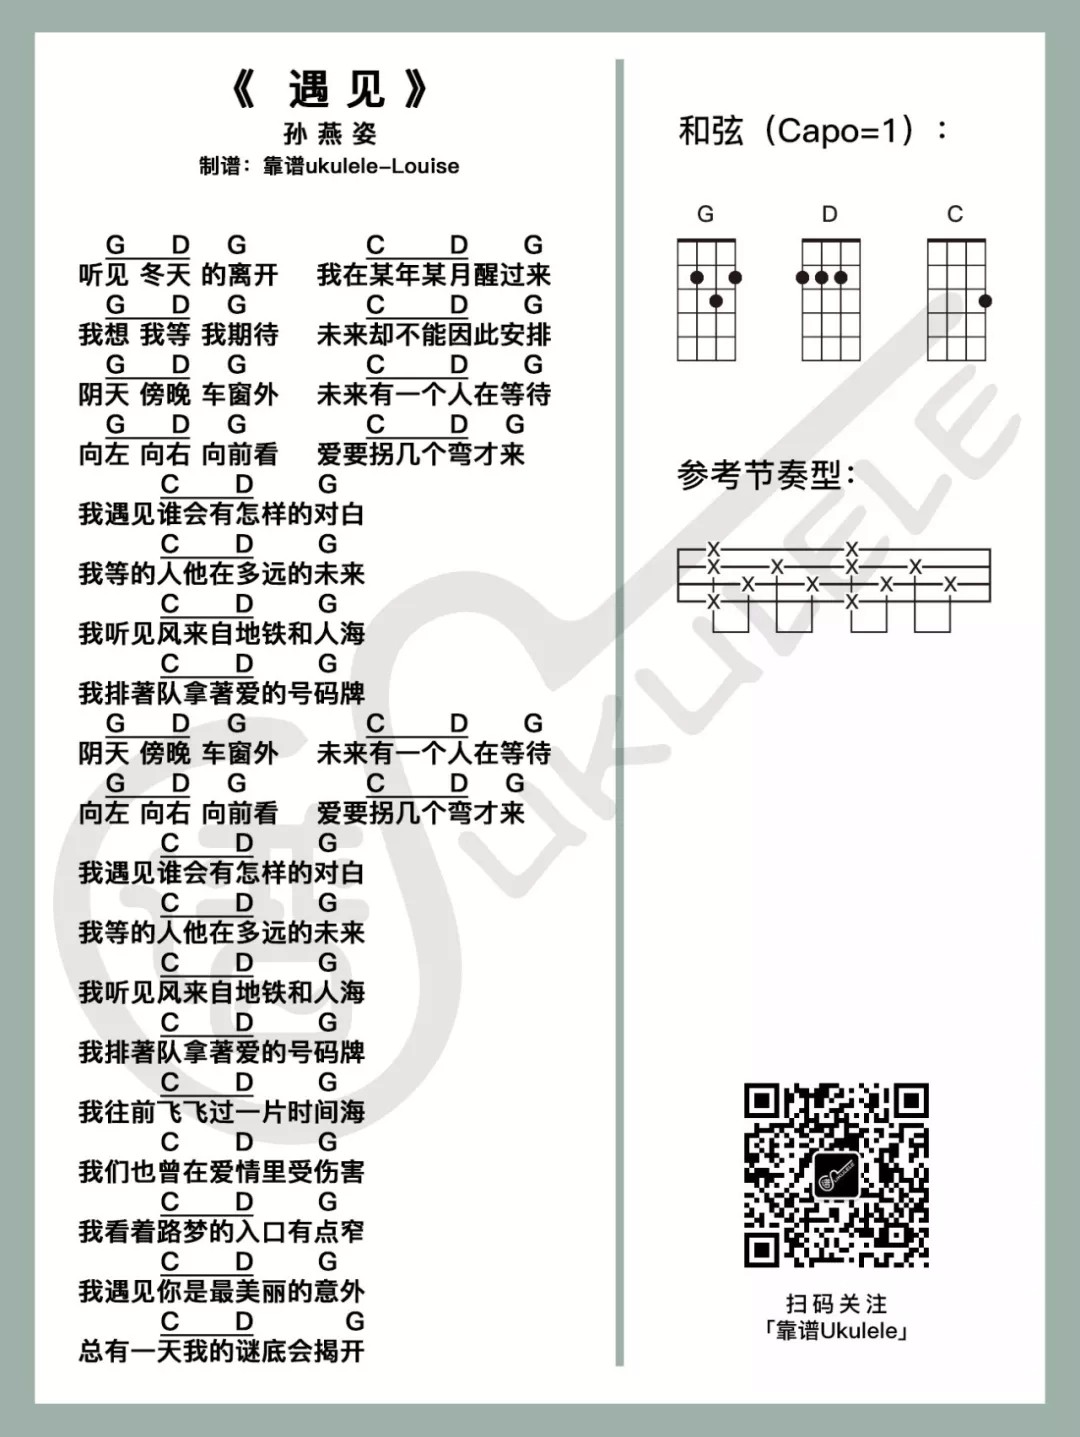 《 遇 见 》
孙 燕 姿
制谱：靠谱ukulele-Louise
G D G C D G
听见 冬天 的离开 我在某年某月醒过来
G D G C D G
我想 我等 我期待 未来却不能因此安排
G D G C D G
阴天 傍晚 车窗外 未来有一个人在等待
G D G C D G
向左 向右 向前看 爱要拐几个弯才来
C D G
我遇见谁会有怎样的对白
C D G
我等的人他在多远的未来
C D G
我听见风来自地铁和人海
C D G
我排著队拿著爱的号码牌
G D G C D G
阴天 傍晚 车窗外 未来有一个人在等待
G D G C D G
向左 向右 向前看 爱要拐几个弯才来
C D G
我遇见谁会有怎样的对白
C D G
我等的人他在多远的未来
C D G
我听见风来自地铁和人海
C D G
我排著队拿著爱的号码牌
C D G
我往前飞飞过一片时间海
C D G
我们也曾在爱情里受伤害
C D G
我看着路梦的入口有点窄
C D G
我遇见你是最美丽的意外
C D G
总有一天我的谜底会揭开
和弦（Capo=1）：
G D C
参考节奏型：
X X
X X X X
X X X X
X X
扫 码 关 注
「靠谱Ukulele」
谱
UKULELE